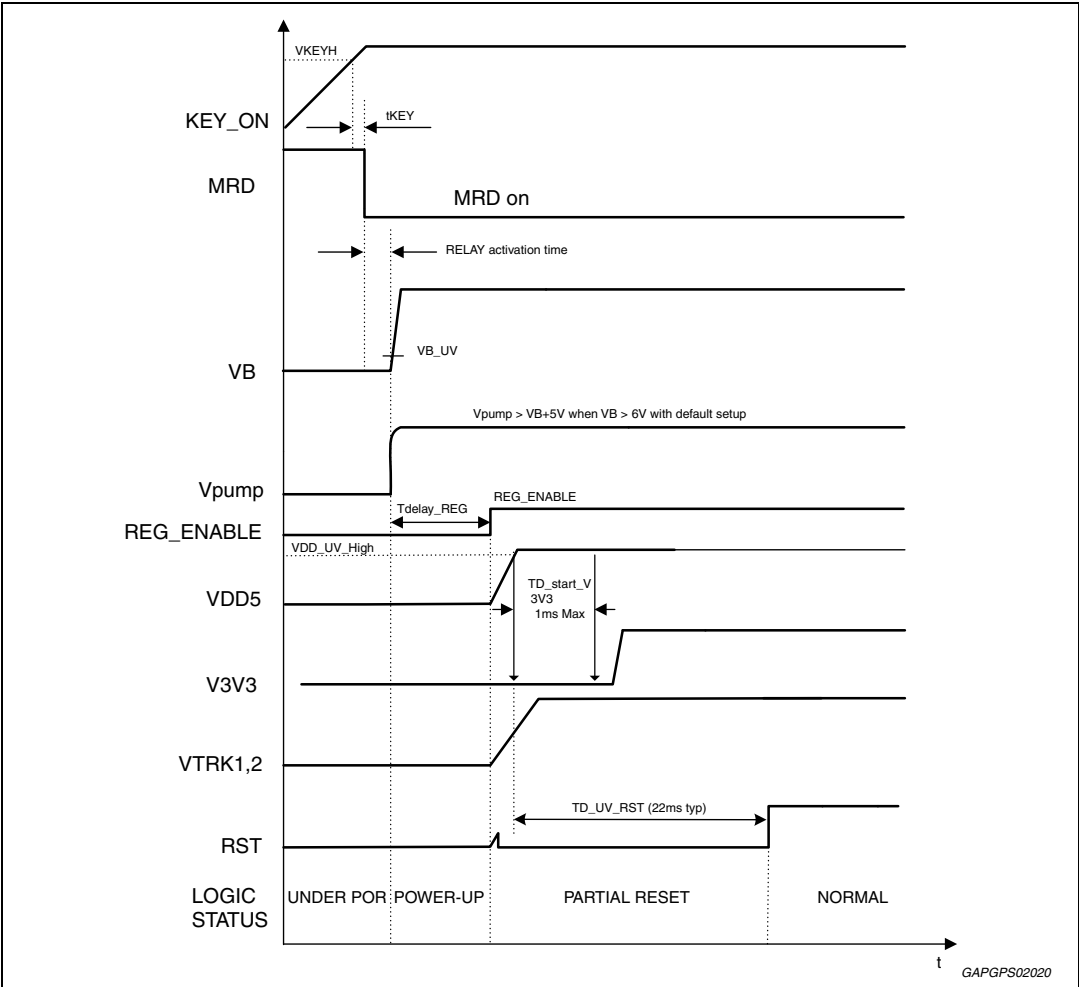 VKEYH
KEY_ON
tKEY
MRD
MRD on
RELAY activation time
VB_UV
VB
Vpump > VB+5V when VB > 6V with default setup
Vpump
Tdelay_REG
REG_ENABLE
REG_ENABLE
VDD_UV_High
VDD5
TD_start_V
3V3
1ms Max
V3V3
VTRK1,2
TD_UV_RST (22ms typ)
RST
LOGIC
STATUS
UNDER POR
POWER-UP
PARTIAL RESET
NORMAL
t
GAPGPS02020